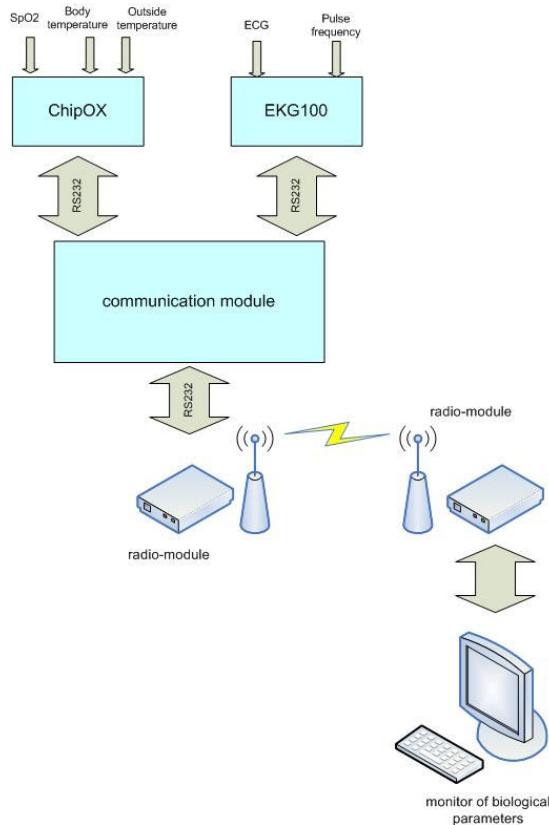 SpO2
Body
temperature
Outside
temperature
ECG
Pulse
frequency
ChipOX
EKG100
RS232
RS232
communication module
RS232
radio-module
radio-module
monitor of biological
parameters